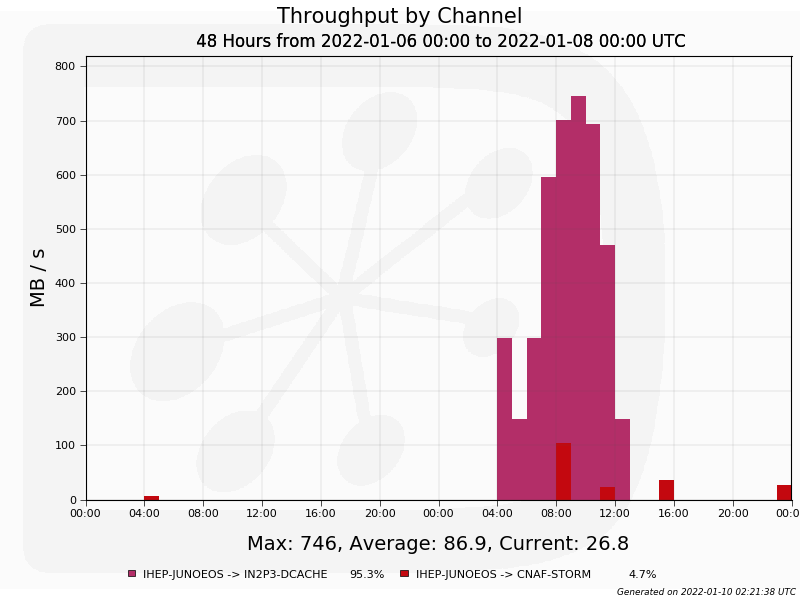 Throughput by Channel
48 Hours from 2022-01-06 00:00 to 2022-01-08 00:00 UTC
800
700
600
500
400
300
200
100
0
MB / s
00:00 04:00 08:00 12:00 16:00 20:00 00:00 04:00 08:00 12:00 16:00 20:00 00:0
Max: 746, Average: 86.9, Current: 26.8
IHEP-JUNOEOS -> IN2P3-DCACHE 95.3% IHEP-JUNOEOS -> CNAF-STORM 4.7%
Generated on 2022-01-10 02:21:38 UTC